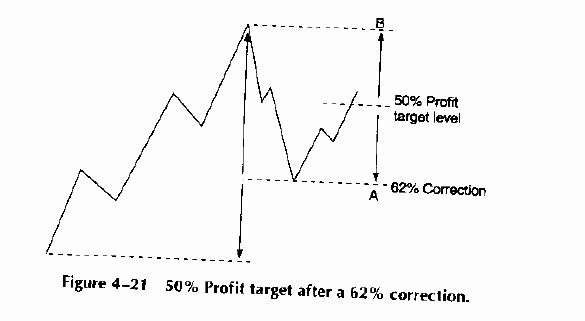 B
50% Profit
target level
62% Correction
A
Figure 4–21 50% Profit target after a 62% correction.